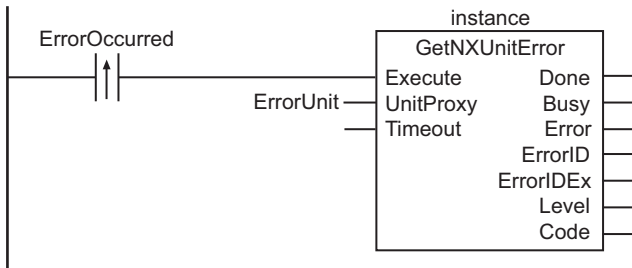 instance
ErrorOccurred
GetNXUnitError
Execute Done
ErrorUnit UnitProxy Busy
Timeout Error
ErrorID
ErrorIDEx
Level
Code